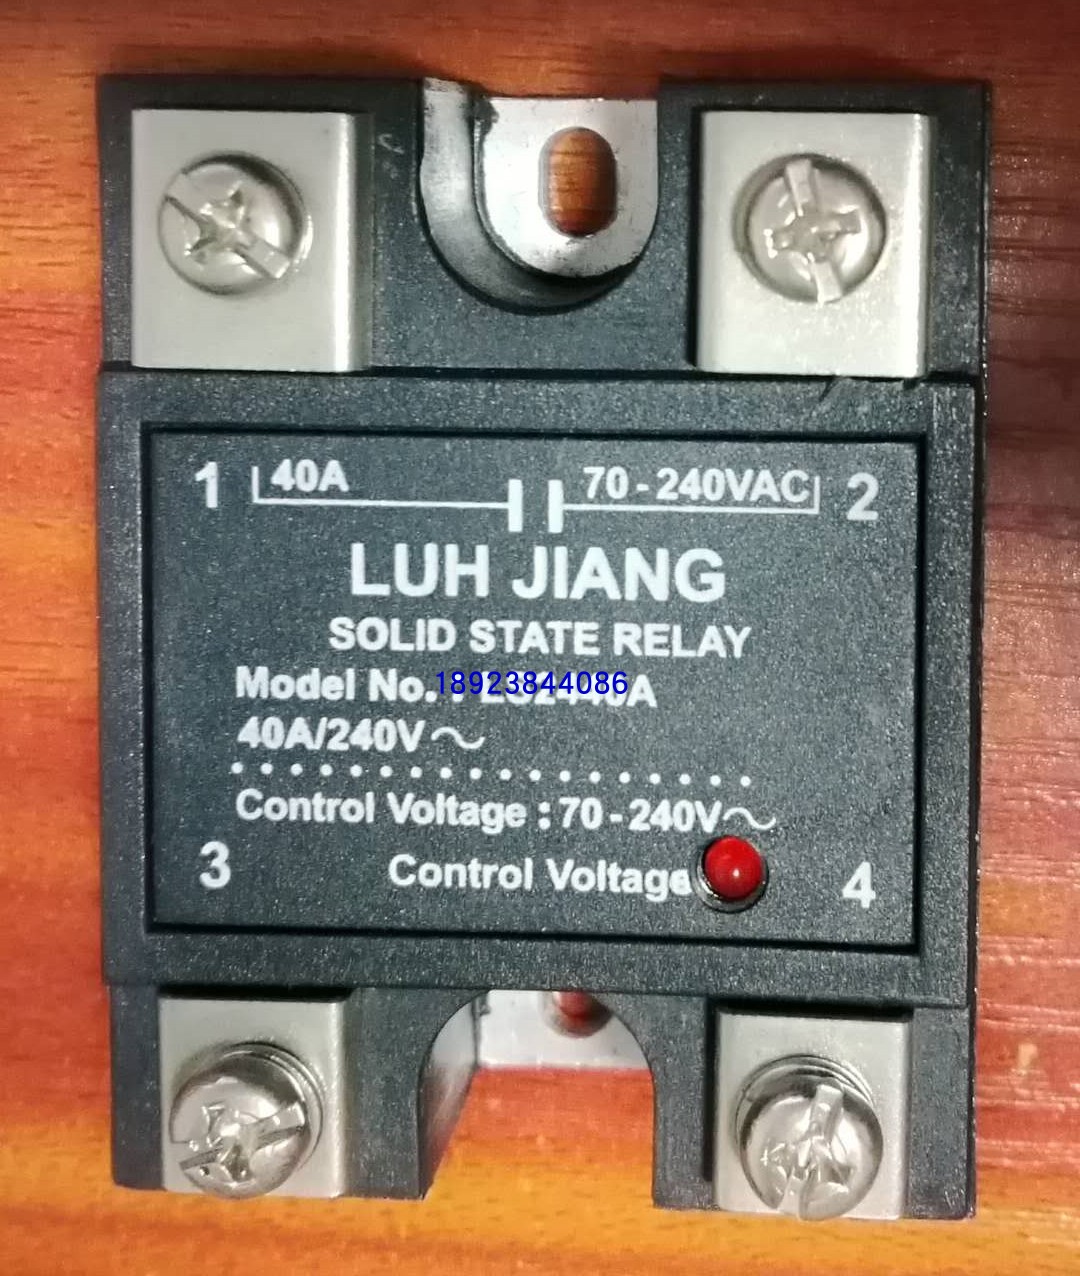 1 40A 70-240VAC 2
LUH JIANG
SOLID STATE RELAY
Model No. :
18923844086
40A/240V～
Control Voltage : 70-240V～
3 Control Voltage 4